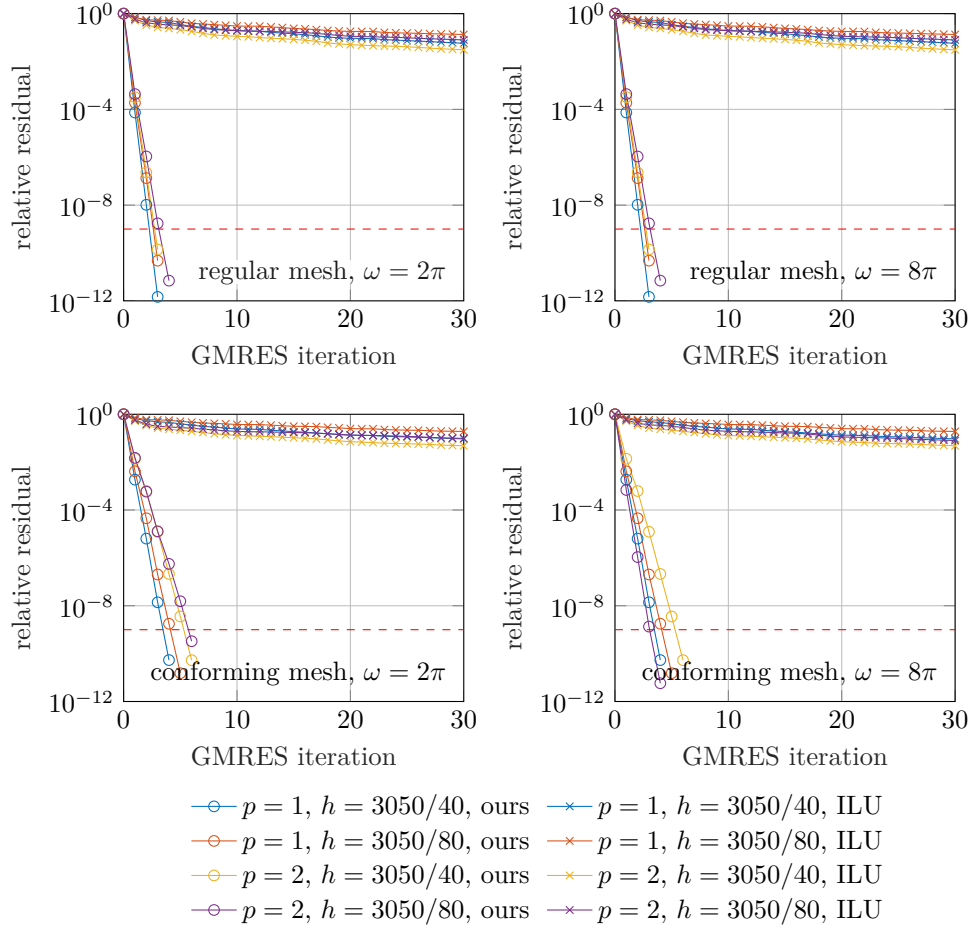 relative residual
10^0
10^−4
10^−8
10^−12
regular mesh, ω = 2π
0 10 20 30
GMRES iteration
relative residual
10^0
10^−4
10^−8
10^−12
regular mesh, ω = 8π
0 10 20 30
GMRES iteration
relative residual
10^0
10^−4
10^−8
10^−12
conforming mesh, ω = 2π
0 10 20 30
GMRES iteration
relative residual
10^0
10^−4
10^−8
10^−12
conforming mesh, ω = 8π
0 10 20 30
GMRES iteration
p = 1, h = 3050/40, ours
p = 1, h = 3050/40, ILU
p = 1, h = 3050/80, ours
p = 1, h = 3050/80, ILU
p = 2, h = 3050/40, ours
p = 2, h = 3050/40, ILU
p = 2, h = 3050/80, ours
p = 2, h = 3050/80, ILU